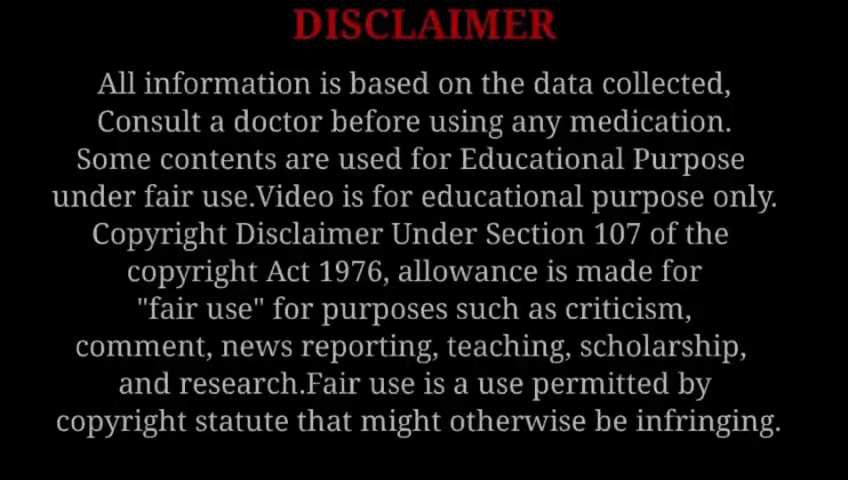 DISCLAIMER
All information is based on the data collected,
Consult a doctor before using any medication.
Some contents are used for Educational Purpose
under fair use.Video is for educational purpose only.
Copyright Disclaimer Under Section 107 of the
copyright Act 1976, allowance is made for
"fair use" for purposes such as criticism,
comment, news reporting, teaching, scholarship,
and research.Fair use is a use permitted by
copyright statute that might otherwise be infringing.